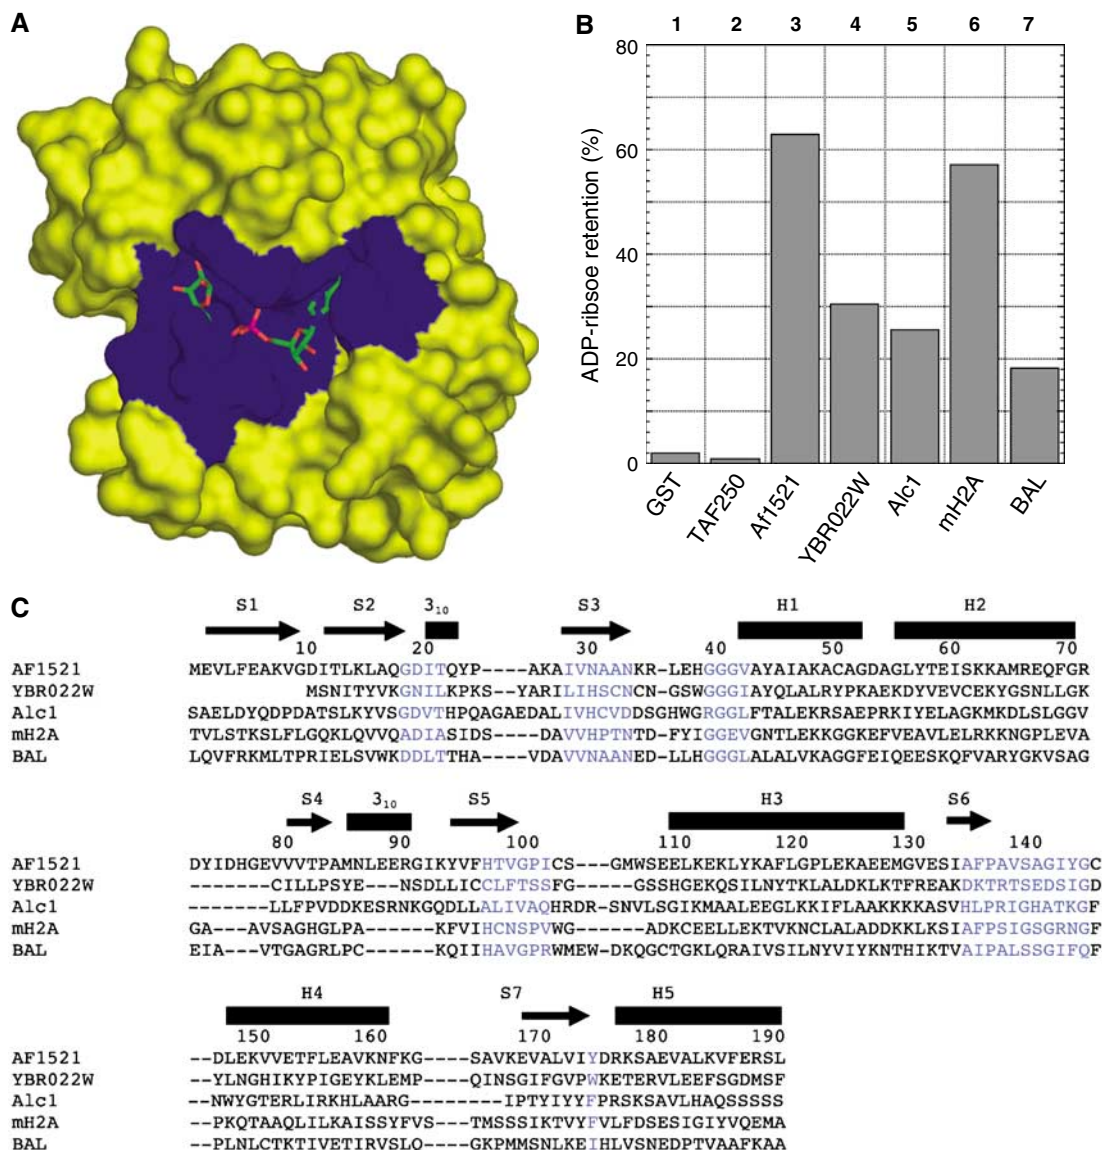 A
B
1 2 3 4 5 6 7
80
60
40
20
0
ADP-ribsoe retention (%)
GST
TAF250
Af1521
YBR022W
Alc1
mH2A
BAL
C
S1 S2 3₁₀ S3 H1 H2
10 20 30 40 50 60 70
AF1521 MEVLFEAKVGDITLKLAQGDITQYP----AKAIVNAANKR-LEHGGGVAYAIAKACAGDAGLYTEISKKAMREQFGR
YBR022W MSNITYVKGNILKPKS--YARILIHSCNCN-GSWGGGIAYQLALRYPKAEKDYVEVCEKYGSNLLGK
Alc1 SAELDYQDPDATSLKYVSGDVTHPQAGAEDALIVHCVDDSGHWGRGGLFTALEKRSAEPRKIYELAGKMKDLSLGGV
mH2A TVLSTKSLFLGQKLQVVQADIASIDS----DAVVHPTNTD-FYIGGEVGNTLEKKGGKEFVEAVLELRKKNGPLEVA
BAL LQVFRKMLTPRIELSVWKDDLTTHA----VDAVVNAANED-LLHGGGLALALVKAGGFEIQEESKQFVARYGKVSAG
S4 3₁₀ S5 H3 S6
80 90 100 110 120 130 140
AF1521 DYIDHGEVVVTPAMNLEERGIKYVFHTVGPICS---GMWSEELKEKLYKAFLGPLEKAEEMGVESIAFPAVSAGIYGC
YBR022W -------CILLPSYE---NSDLLICCLFTSSFG----GSSHGEKQSILNYTKLALDKLKTFREAKDKTRTSEDSIGD
Alc1 -------LLFPVDDKESRNKGQDLLALIVAQHRDR-SNVLSGIKMAALEEGLKKIFLAAKKKKASVHLPRIGHATKGF
mH2A GA---AVSAGHGLPA-----KFVIHCNSPVWG------ADKCEELLEKTVKNCLALADDKKLKSIAFPSIGSGRNGF
BAL EIA---VTGAGRLPC-----KQIIHAVGPRWMEW-DKQGCTGKLQRAIVSILNYVIYKNTHIKTVAIPALSSGIFQF
H4 S7 H5
150 160 170 180 190
AF1521 --DLEKVVETFLEAVKNFKG----SAVKEVALVIYDRKSAEVALKVFERSL
YBR022W --YLNGHIKYPIGEYKLEMP----QINSGIFGVPWKETERVLEEFSGDMSF
Alc1 --NWYGTERLIRKHLAARG------IPTYIYYFPRSKSAVLHAQSSSSS
mH2A --PKQTAAQLILKAISSYFVS--TMSSSIKTVYFVLFDSESIGIYVQEMA
BAL --PLNLCTKTIVETIRVSLQ----GKPMMSNLKEIHLVSNEDPTVAAFKAA